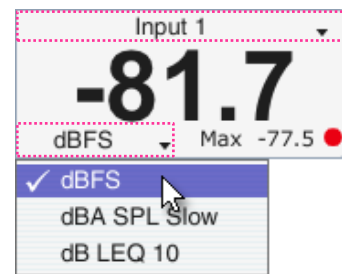 Input 1
-81.7
dBFS Max -77.5
dBFS
dBA SPL Slow
dB LEQ 10